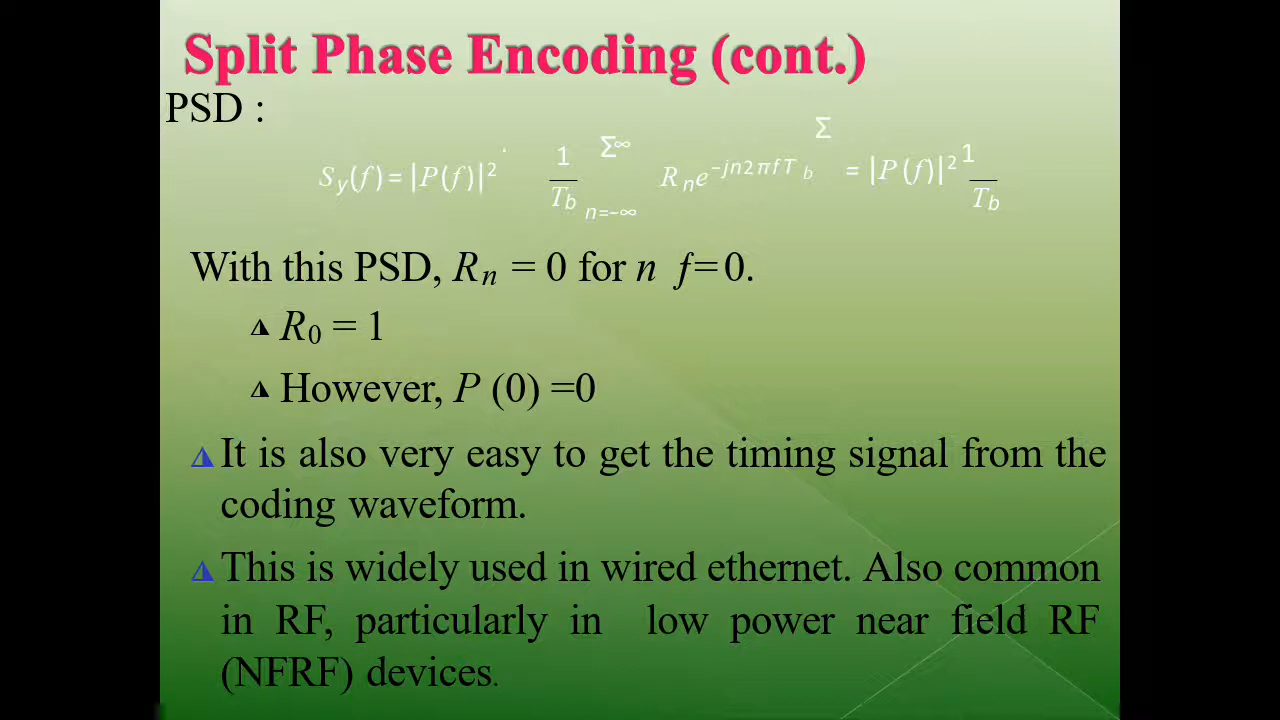 Split Phase Encoding (cont.)
PSD :
S_y(f) = |P(f)|² · 1/T_b Σ^∞_{n=−∞} R_n e^{−jn2πfT_b} Σ = |P(f)|² 1/T_b
With this PSD, Rn = 0 for n f=0.
R0 = 1
However, P (0) =0
It is also very easy to get the timing signal from the
coding waveform.
This is widely used in wired ethernet. Also common
in RF, particularly in low power near field RF
(NFRF) devices.